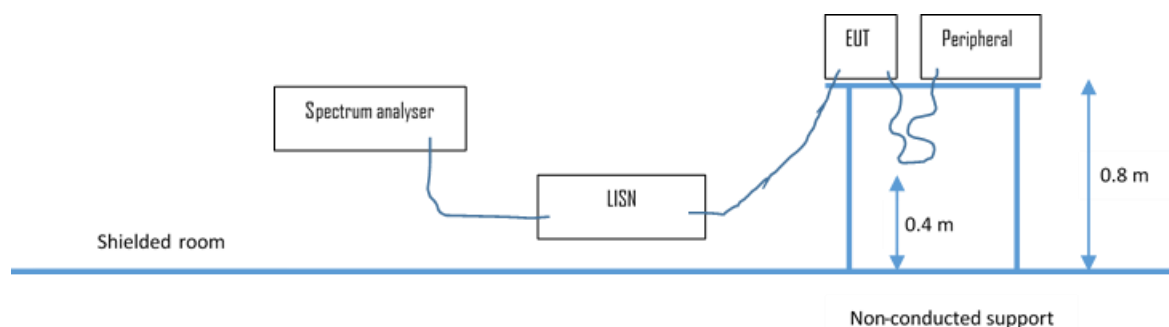 EUT
Peripheral
Spectrum analyser
LISN
0.8 m
0.4 m
Shielded room
Non-conducted support